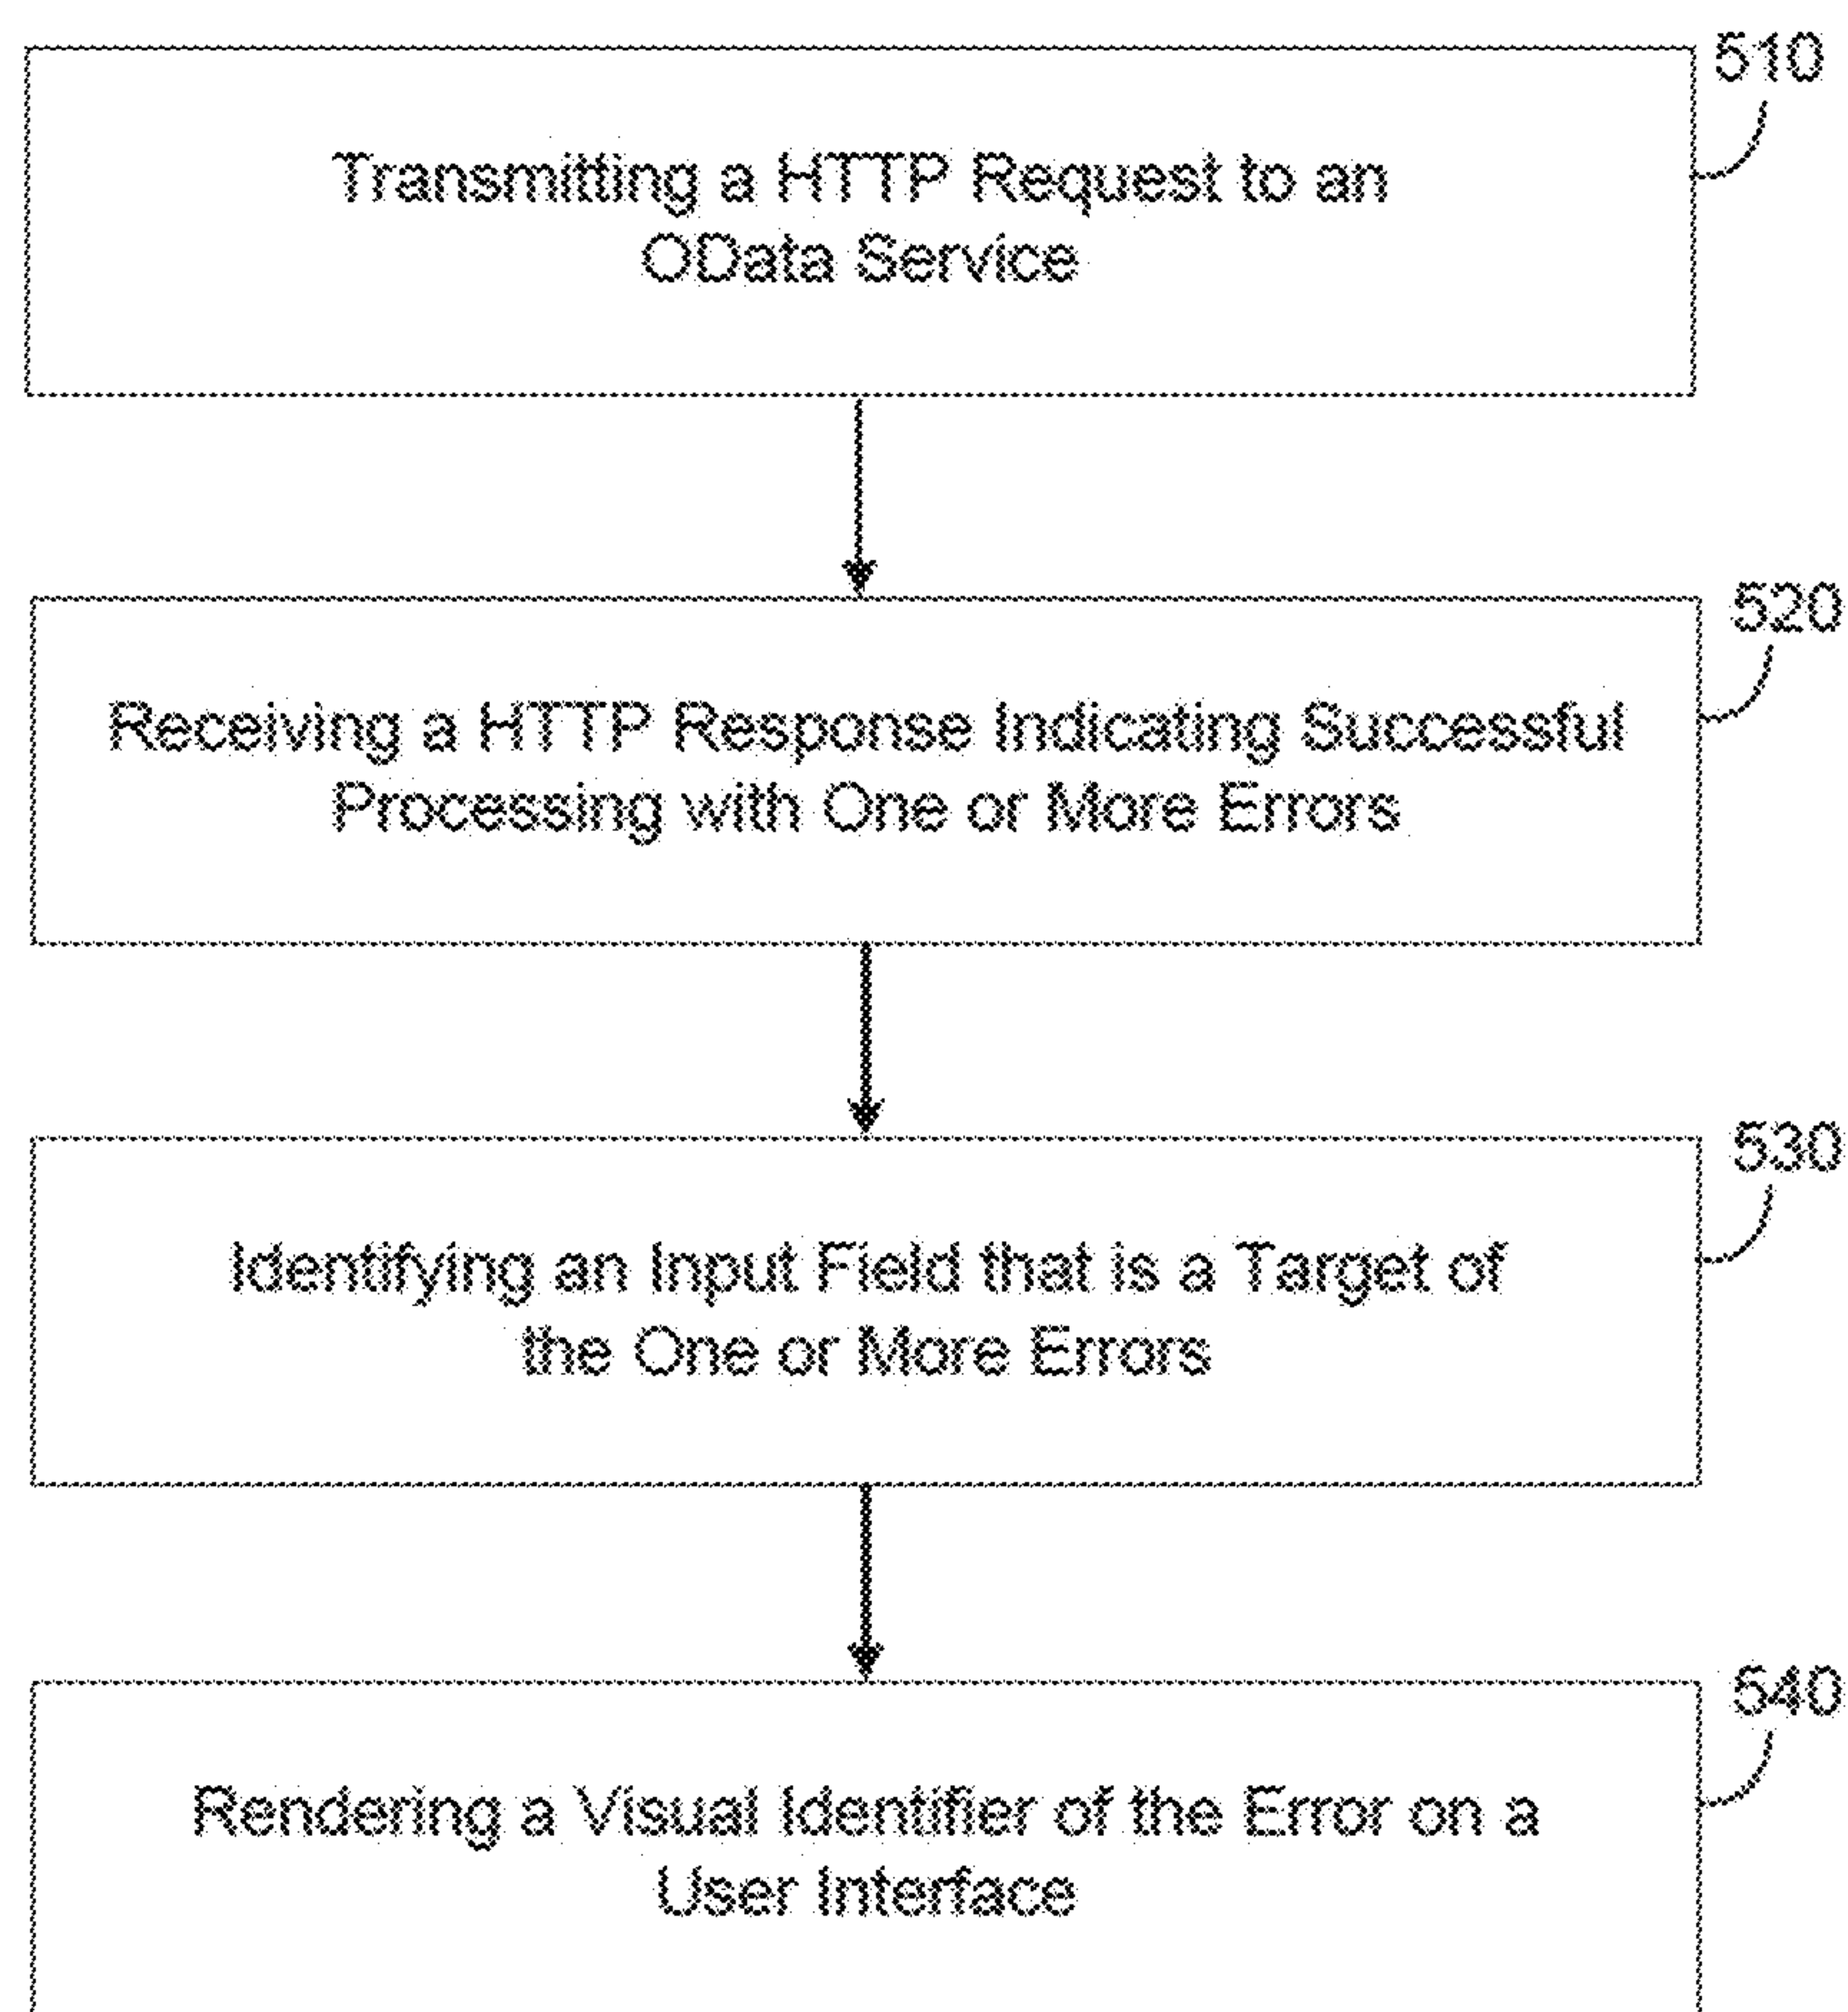 510
Transmitting a HTTP Request to an
OData Service
520
Receiving a HTTP Response Indicating Successful
Processing with One or More Errors
530
Identifying an Input Field that is a Target of
the One or More Errors
540
Rendering a Visual Identifier of the Error on a
User Interface